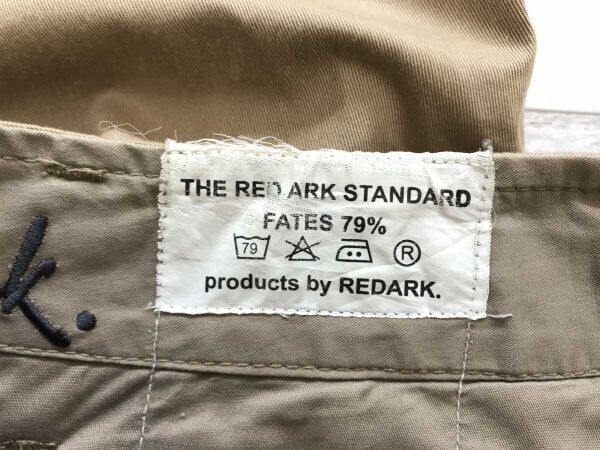 THE RED ARK STANDARD
FATES 79%
79 ®
products by REDARK.
k.